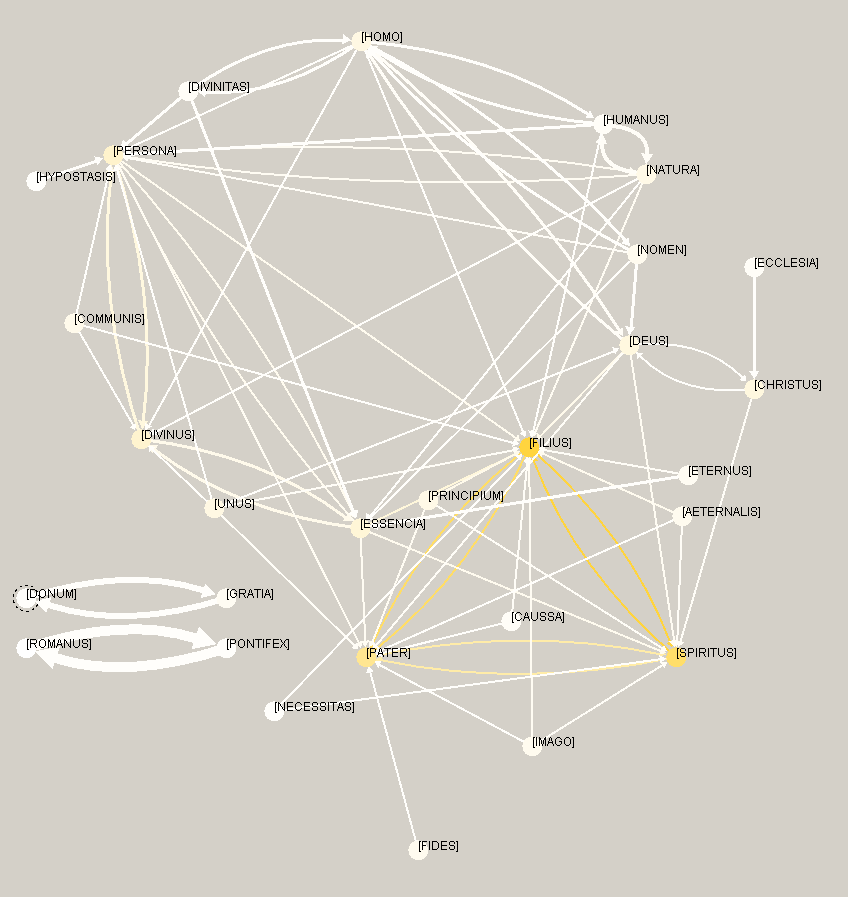 [HOMO]
[DIVINITAS]
[HUMANUS]
[PERSONA]
[NATURA]
[HYPOSTASIS]
[NOMEN]
[ECCLESIA]
[COMMUNIS]
[DEUS]
[CHRISTUS]
[DIVINUS]
[FILIUS]
[ETERNUS]
[PRINCIPIUM]
[UNUS]
[AETERNALIS]
[ESSENCIA]
[DONUM]
[GRATIA]
[CAUSSA]
[ROMANUS]
[PONTIFEX]
[PATER]
[SPIRITUS]
[NECESSITAS]
[IMAGO]
[FIDES]